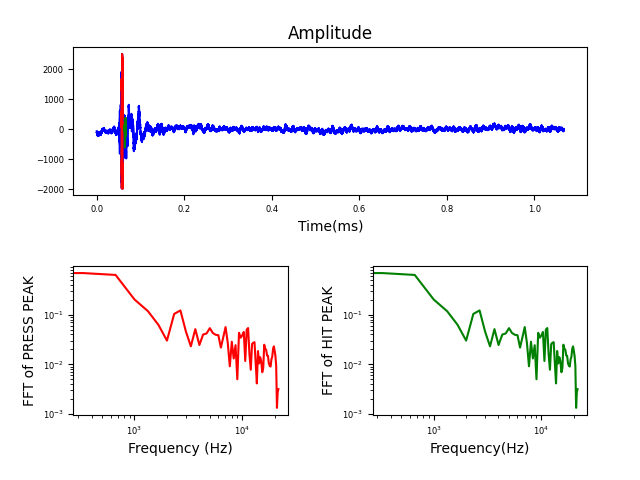 Amplitude
2000
1000
0
−1000
−2000
0.0 0.2 0.4 0.6 0.8 1.0
Time(ms)
FFT of PRESS PEAK
10⁻¹
10⁻²
10⁻³
10³ 10⁴
Frequency (Hz)
FFT of HIT PEAK
10⁻¹
10⁻²
10⁻³
10³ 10⁴
Frequency(Hz)